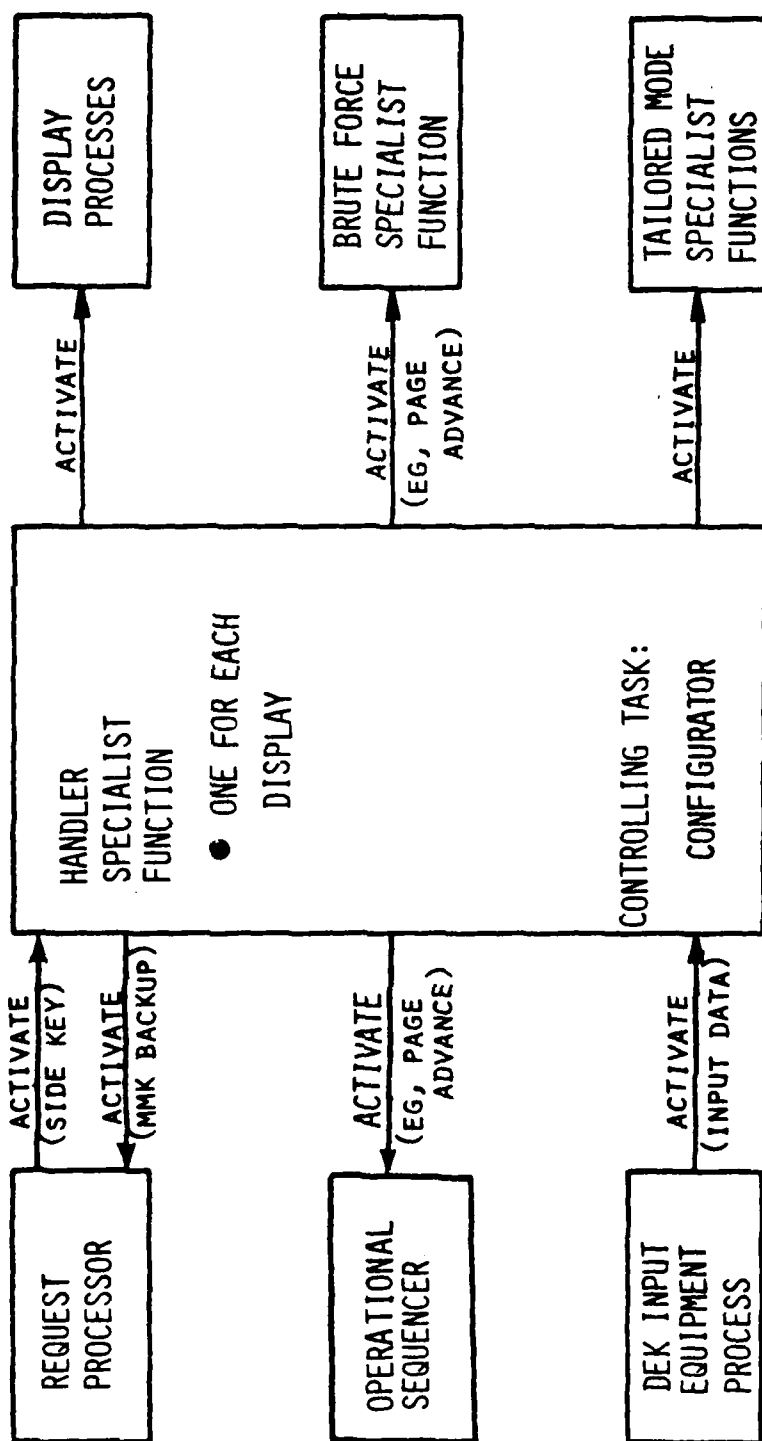 REQUEST
PROCESSOR
ACTIVATE
(SIDE KEY)
ACTIVATE
(MMK BACKUP)
OPERATIONAL
SEQUENCER
ACTIVATE
(EG, PAGE
ADVANCE)
DEK INPUT
EQUIPMENT
PROCESS
ACTIVATE
(INPUT DATA)
HANDLER
SPECIALIST
FUNCTION
● ONE FOR EACH
DISPLAY
CONTROLLING TASK:
CONFIGURATOR
ACTIVATE
DISPLAY
PROCESSES
ACTIVATE
(EG, PAGE
ADVANCE)
BRUTE FORCE
SPECIALIST
FUNCTION
ACTIVATE
TAILORED MODE
SPECIALIST
FUNCTIONS